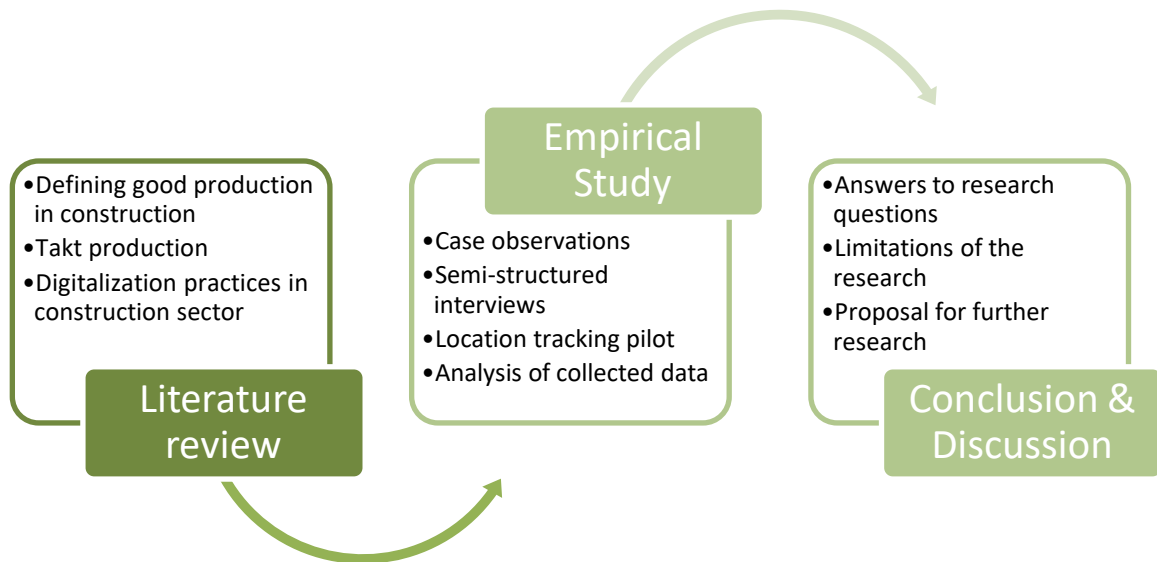 •Defining good production
in construction
•Takt production
•Digitalization practices in
construction sector
Literature
review
Empirical
Study
•Case observations
•Semi-structured
interviews
•Location tracking pilot
•Analysis of collected data
•Answers to research
questions
•Limitations of the
research
•Proposal for further
research
Conclusion &
Discussion